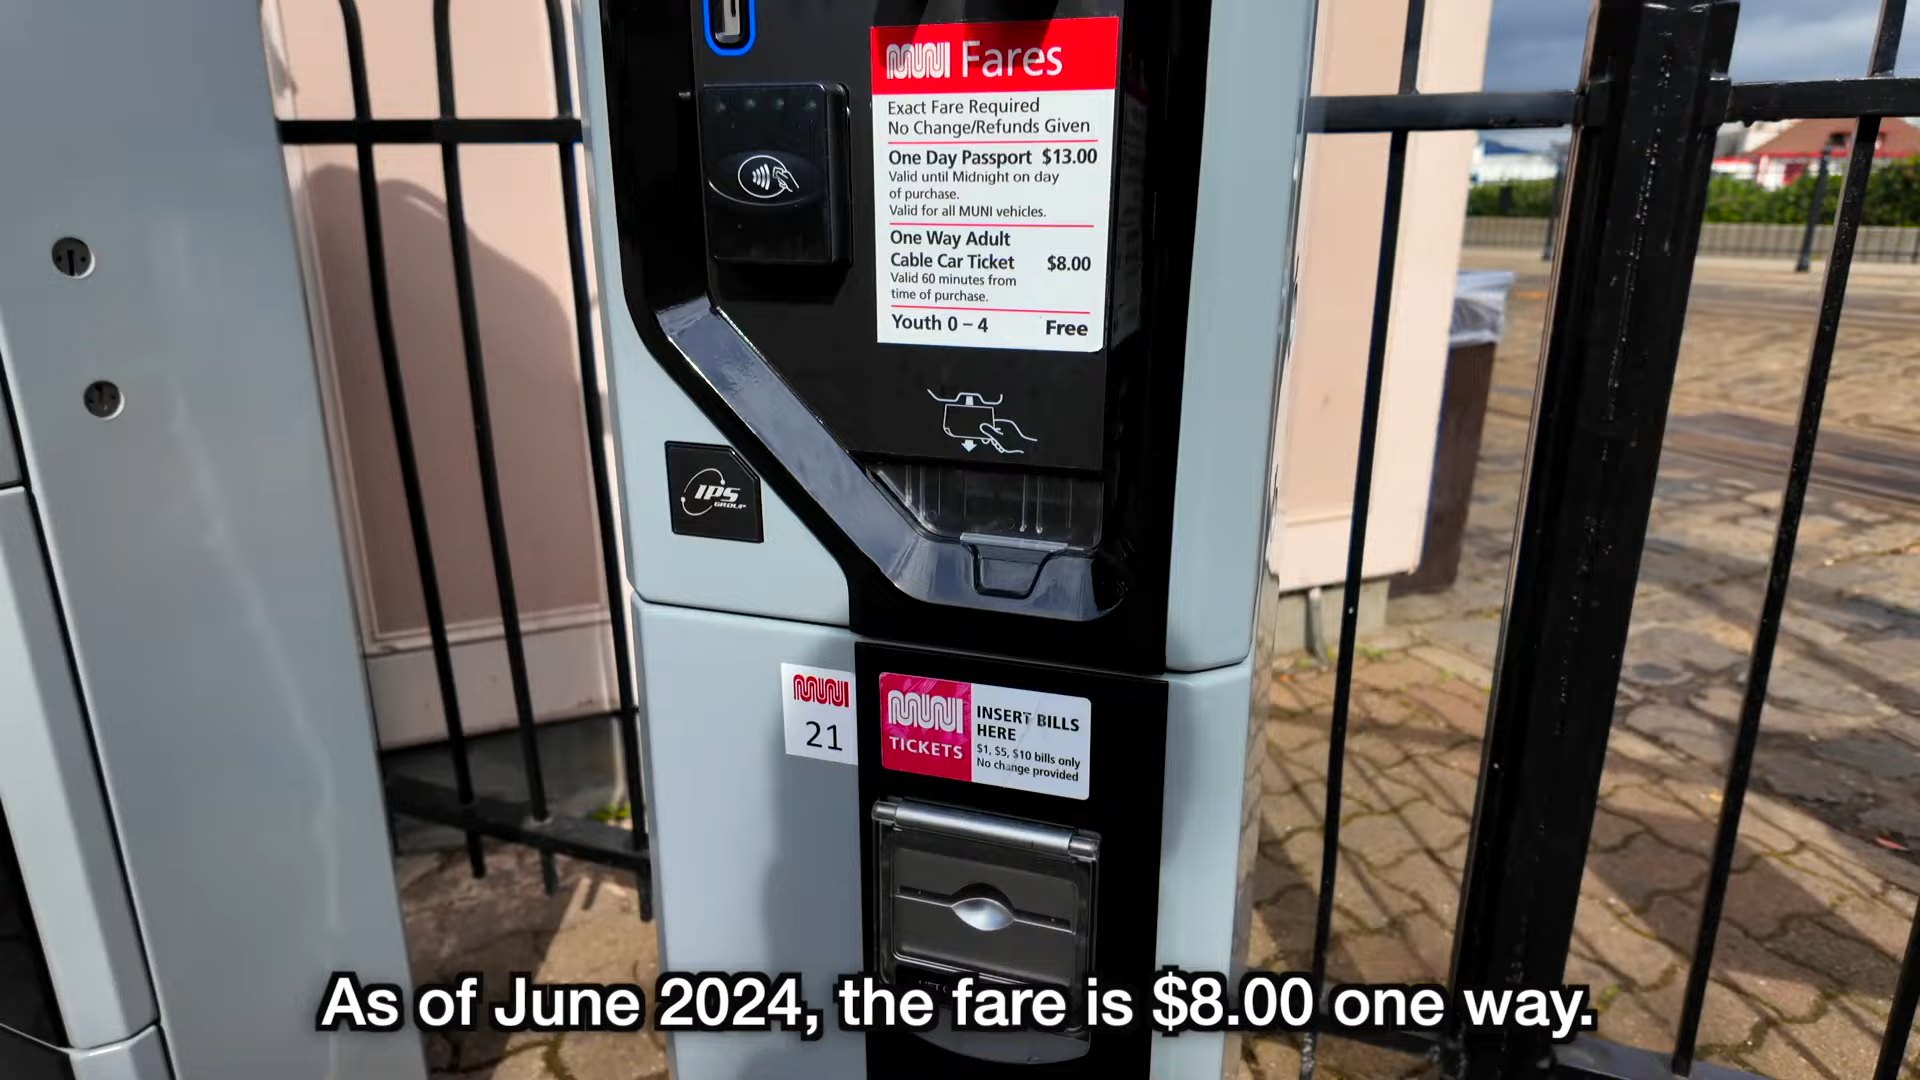 MUNI Fares
Exact Fare Required
No Change/Refunds Given
One Day Passport $13.00
Valid until Midnight on day
of purchase.
Valid for all MUNI vehicles.
One Way Adult
Cable Car Ticket $8.00
Valid 60 minutes from
time of purchase.
Youth 0 – 4 Free
IPS
GROUP
MUNI
21
MUNI
TICKETS
INSERT BILLS
HERE
$1, $5, $10 bills only
No change provided
As of June 2024, the fare is $8.00 one way.